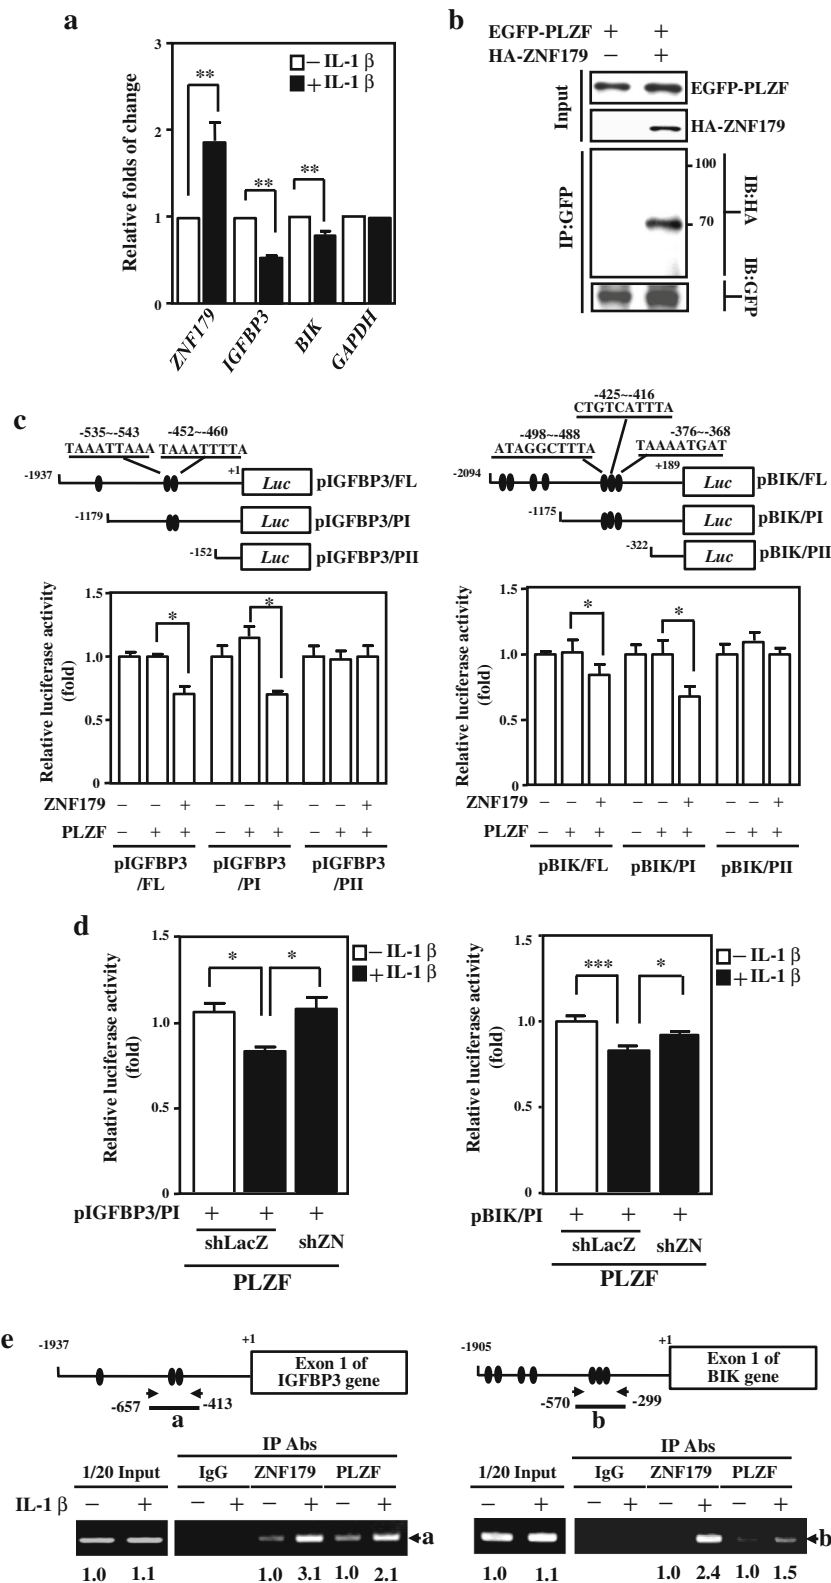 a
Relative folds of change
3
2
1
0
− IL-1 β
+ IL-1 β
**
**
**
ZNF179
IGFBP3
BIK
GAPDH
b
EGFP-PLZF + +
HA-ZNF179 − +
Input
EGFP-PLZF
HA-ZNF179
IP:GFP
100
70
IB:HA
IB:GFP
c
-535~-543
-452~-460
TAAATTAAA
TAAATTTTA
-1937
+1
Luc
pIGFBP3/FL
-1179
Luc
pIGFBP3/PI
-152
Luc
pIGFBP3/PII
Relative luciferase activity
(fold)
1.5
1.0
0.5
0
*
*
ZNF179 − − + − − + − − +
PLZF − + + − + + − + +
pIGFBP3
/FL
pIGFBP3
/PI
pIGFBP3
/PII
-425~-416
CTGTCATTTA
-498~-488
-376~-368
ATAGGCTTTA
TAAAATGAT
-2094
+189
Luc
pBIK/FL
-1175
Luc
pBIK/PI
-322
Luc
pBIK/PII
Relative luciferase activity
(fold)
1.5
1.0
0.5
0
*
*
ZNF179 − − + − − + − − +
PLZF − + + − + + − + +
pBIK/FL
pBIK/PI
pBIK/PII
d
Relative luciferase activity
(fold)
1.5
1.0
0.5
0
*
*
− IL-1 β
+ IL-1 β
pIGFBP3/PI + + +
shLacZ
shZN
PLZF
Relative luciferase activity
(fold)
1.5
1.0
0.5
0
***
*
− IL-1 β
+ IL-1 β
pBIK/PI + + +
shLacZ
shZN
PLZF
e
-1937
+1
Exon 1 of
IGFBP3 gene
-657
-413
a
IP Abs
1/20 Input
IgG
ZNF179
PLZF
IL-1 β − + − + − + − +
a
1.0 1.1 1.0 3.1 1.0 2.1
-1905
+1
Exon 1 of
BIK gene
-570
-299
b
IP Abs
1/20 Input
IgG
ZNF179
PLZF
− + − + − + − +
b
1.0 1.1 1.0 2.4 1.0 1.5